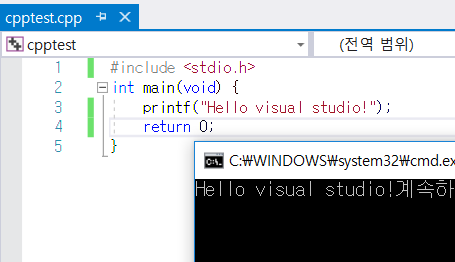 cpptest.cpp
cpptest (전역 범위)
1 #include <stdio.h>
2 int main(void) {
3 printf("Hello visual studio!");
4 return 0;
5 }
C:₩WINDOWS₩system32₩cmd.ex
Hello visual studio!계속하